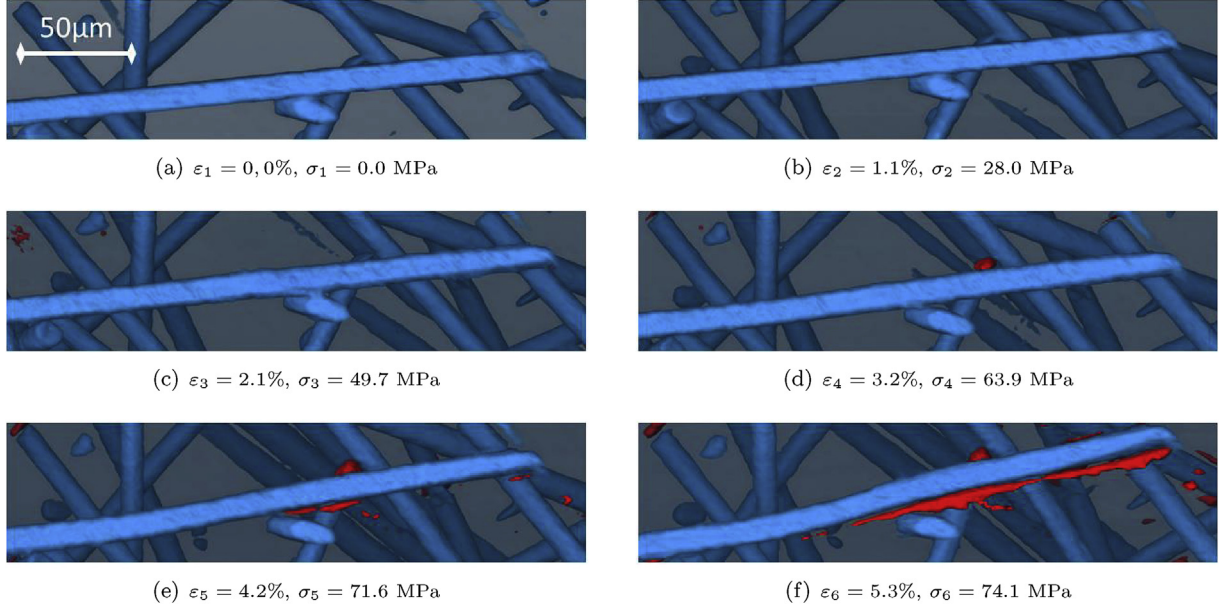 50µm
(a) ε₁ = 0, 0%, σ₁ = 0.0 MPa
(b) ε₂ = 1.1%, σ₂ = 28.0 MPa
(c) ε₃ = 2.1%, σ₃ = 49.7 MPa
(d) ε₄ = 3.2%, σ₄ = 63.9 MPa
(e) ε₅ = 4.2%, σ₅ = 71.6 MPa
(f) ε₆ = 5.3%, σ₆ = 74.1 MPa